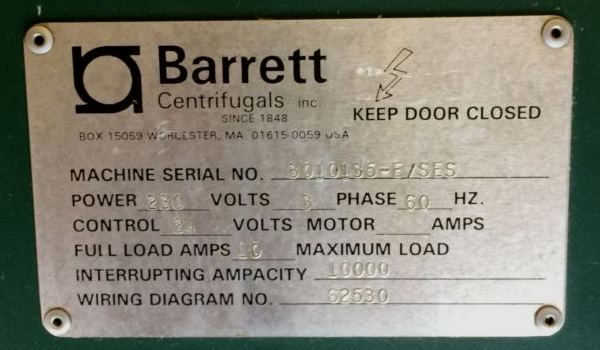 Barrett
Centrifugals inc.
SINCE 1848
KEEP DOOR CLOSED
BOX 15059 WORCESTER, MA 01615-0059 USA
MACHINE SERIAL NO. 3010135-E/SES
POWER 230 VOLTS 3 PHASE 60 HZ.
CONTROL 24 VOLTS MOTOR AMPS
FULL LOAD AMPS 10 MAXIMUM LOAD
INTERRUPTING AMPACITY 10000
WIRING DIAGRAM NO. 62530